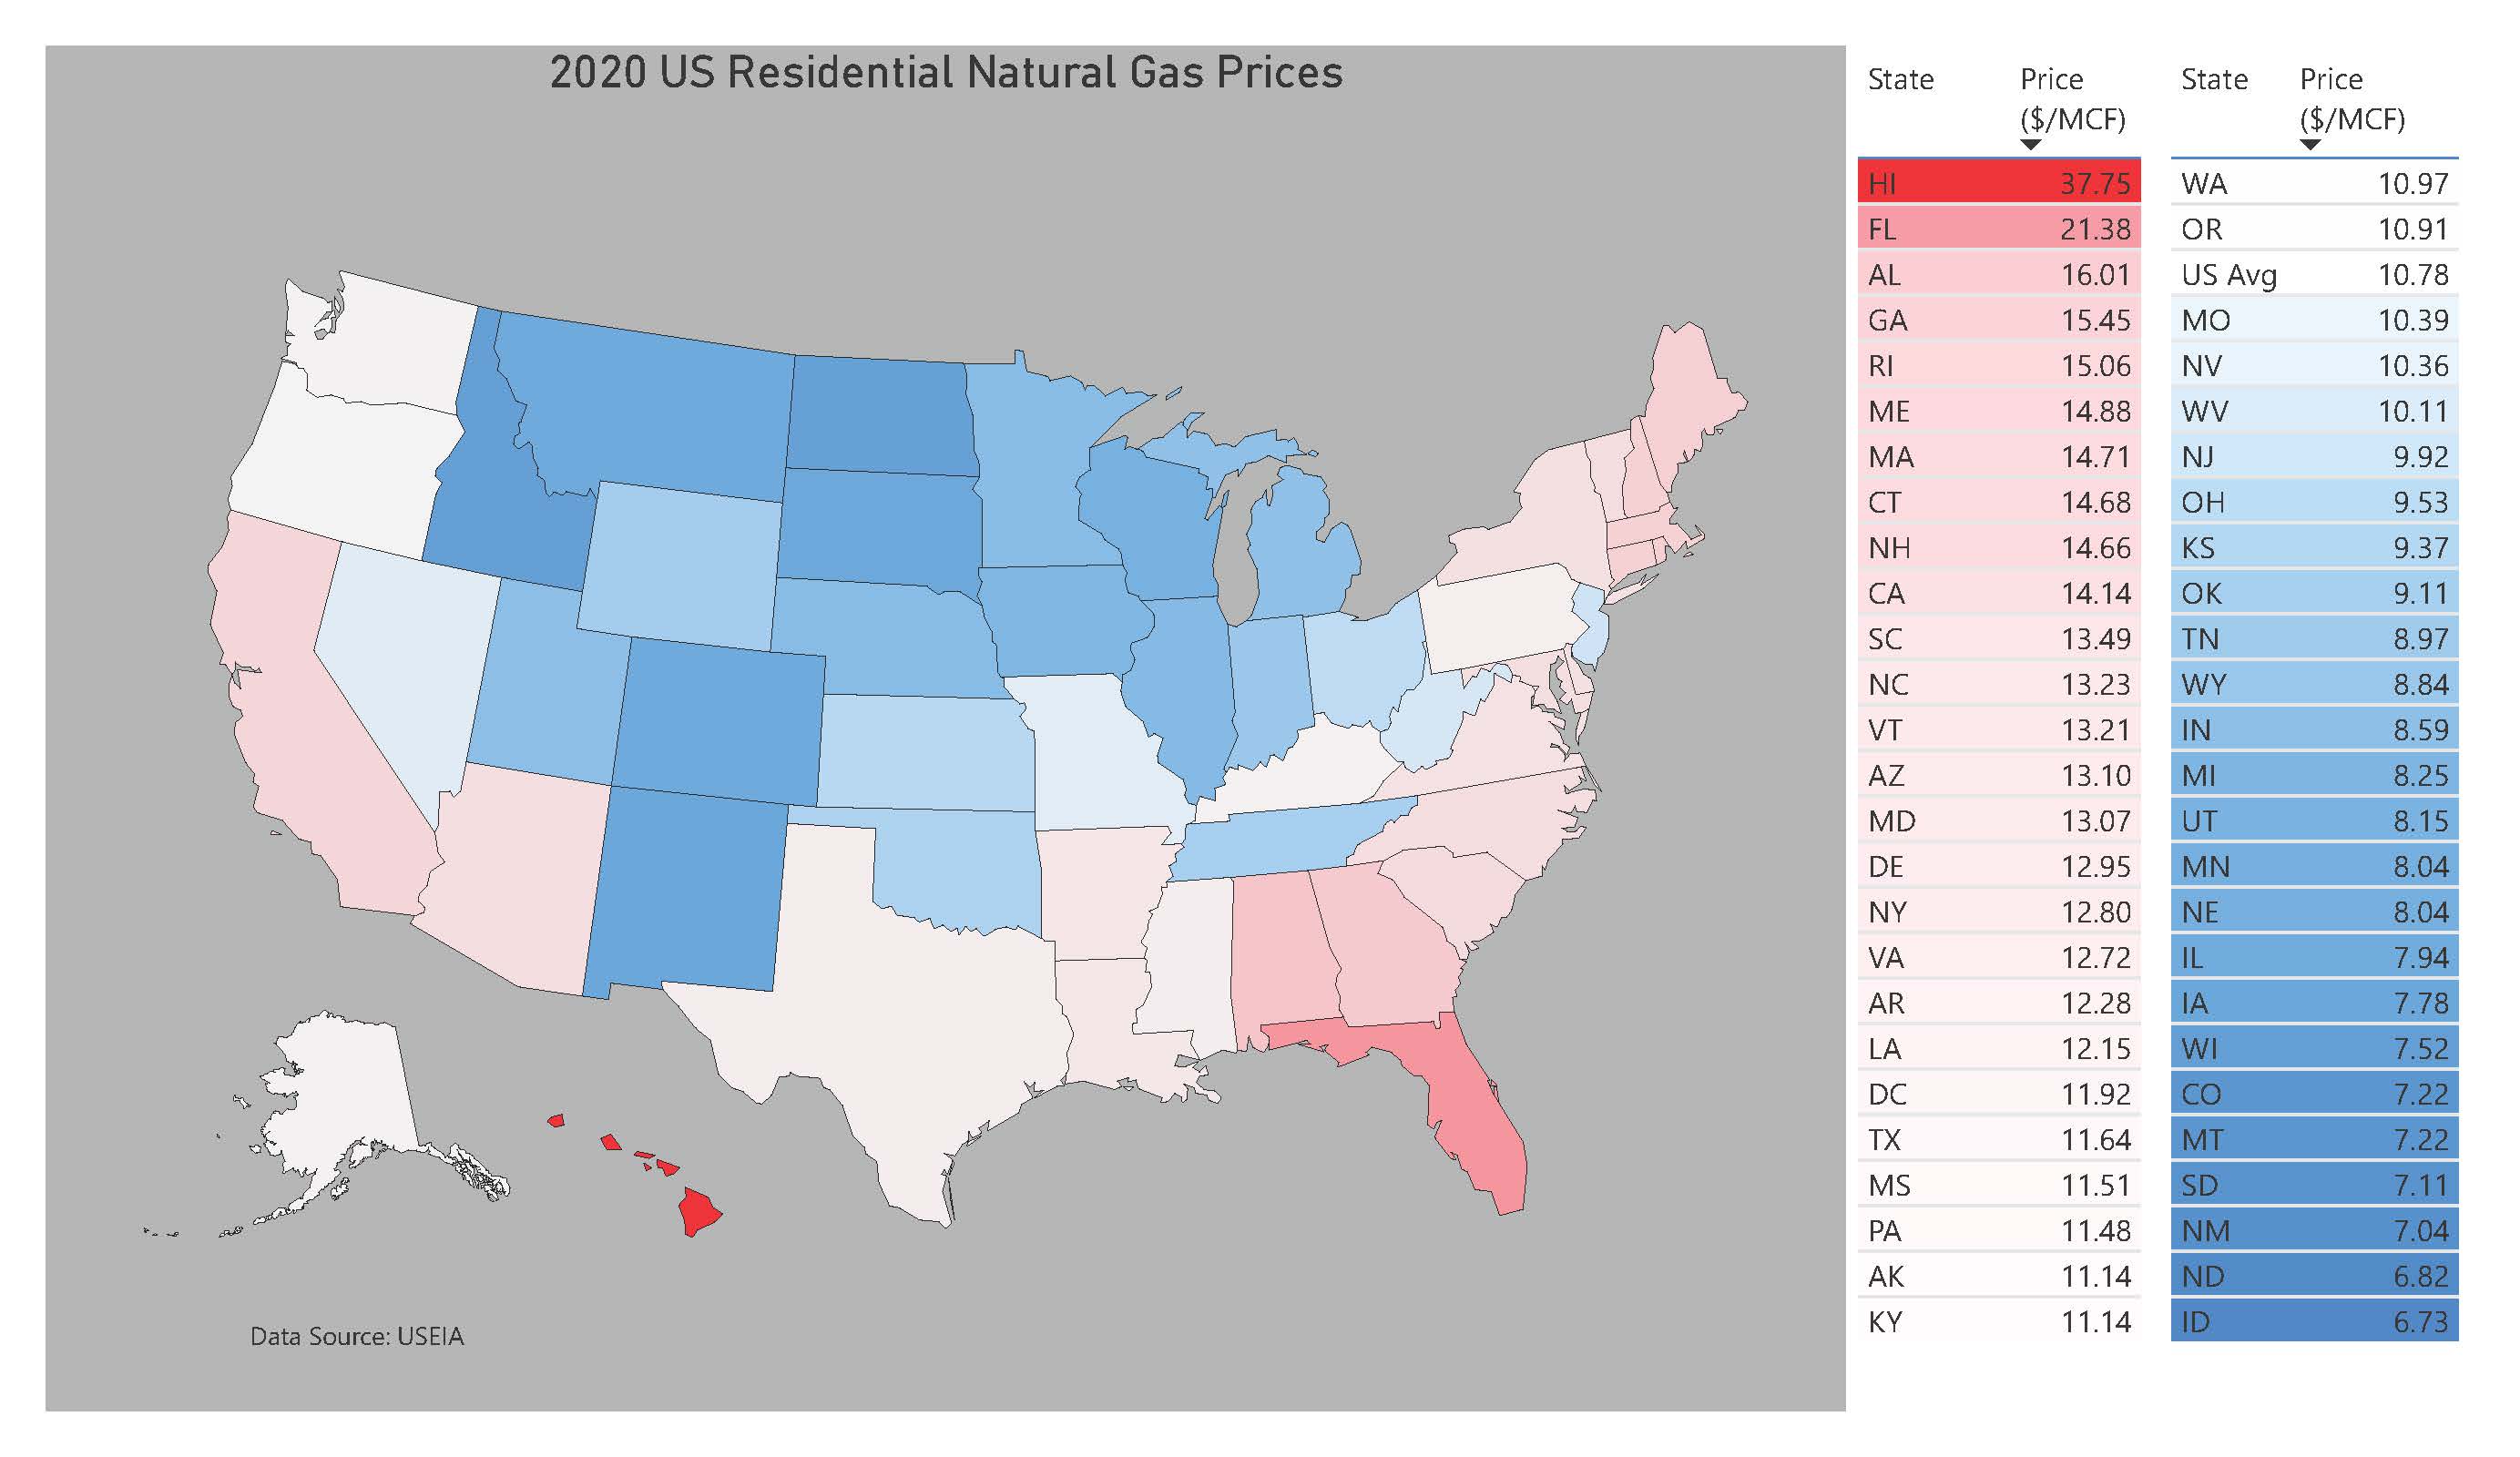 2020 US Residential Natural Gas Prices
Data Source: USEIA
State Price
($/MCF)
HI 37.75
FL 21.38
AL 16.01
GA 15.45
RI 15.06
ME 14.88
MA 14.71
CT 14.68
NH 14.66
CA 14.14
SC 13.49
NC 13.23
VT 13.21
AZ 13.10
MD 13.07
DE 12.95
NY 12.80
VA 12.72
AR 12.28
LA 12.15
DC 11.92
TX 11.64
MS 11.51
PA 11.48
AK 11.14
KY 11.14
State Price
($/MCF)
WA 10.97
OR 10.91
US Avg 10.78
MO 10.39
NV 10.36
WV 10.11
NJ 9.92
OH 9.53
KS 9.37
OK 9.11
TN 8.97
WY 8.84
IN 8.59
MI 8.25
UT 8.15
MN 8.04
NE 8.04
IL 7.94
IA 7.78
WI 7.52
CO 7.22
MT 7.22
SD 7.11
NM 7.04
ND 6.82
ID 6.73